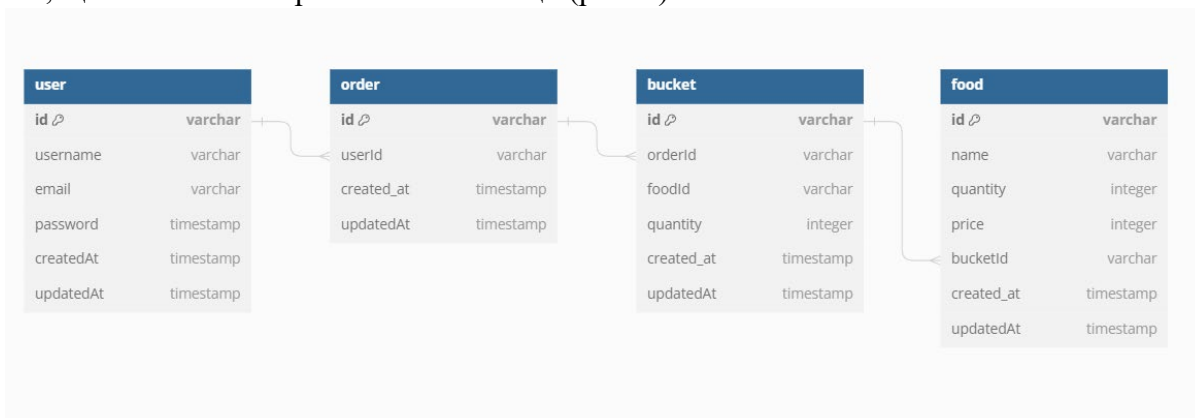 user
id varchar
username varchar
email varchar
password timestamp
createdAt timestamp
updatedAt timestamp
order
id varchar
userId varchar
created_at timestamp
updatedAt timestamp
bucket
id varchar
orderId varchar
foodId varchar
quantity integer
created_at timestamp
updatedAt timestamp
food
id varchar
name varchar
quantity integer
price integer
bucketId varchar
created_at timestamp
updatedAt timestamp